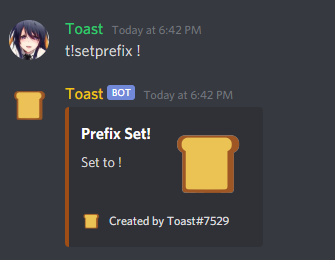 Toast Today at 6:42 PM
t!setprefix !
Toast BOT Today at 6:42 PM
Prefix Set!
Set to !
Created by Toast#7529